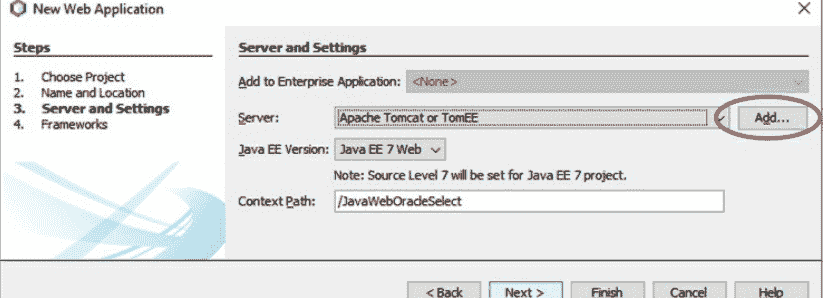 New Web Application
Steps
1. Choose Project
2. Name and Location
3. Server and Settings
4. Frameworks
Server and Settings
Add to Enterprise Application: <None>
Server: Apache Tomcat or TomEE Add...
Java EE Version: Java EE 7 Web
Note: Source Level 7 will be set for Java EE 7 project.
Context Path: /JavaWebOracleSelect
< Back Next > Finish Cancel Help